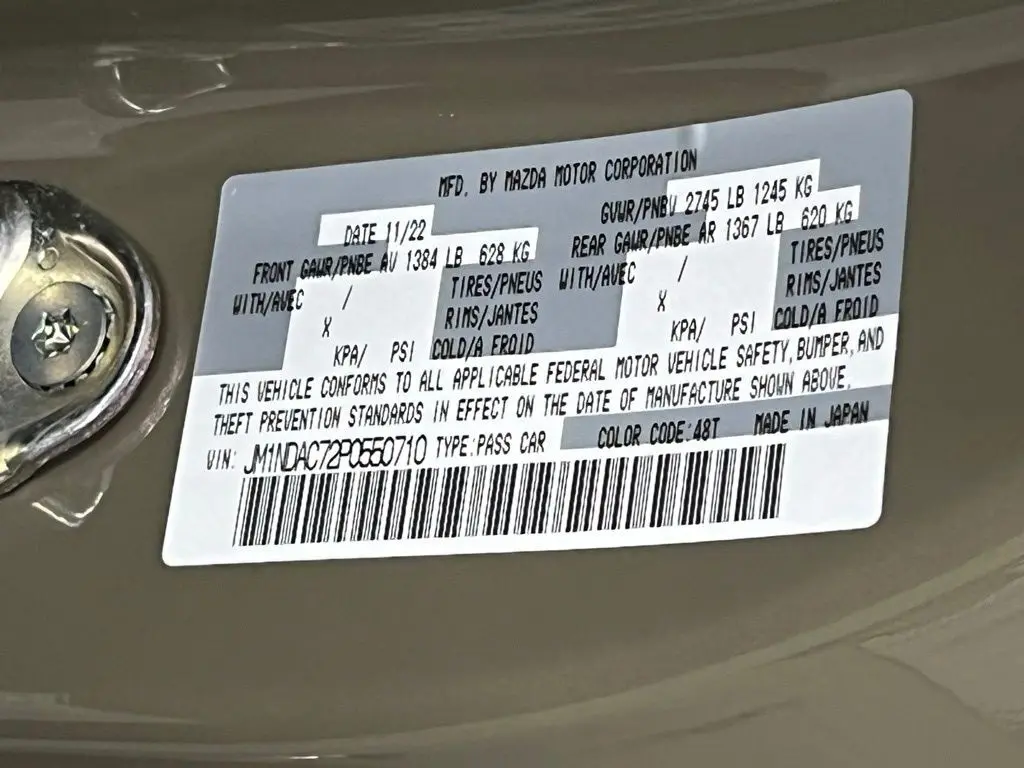 MFD. BY MAZDA MOTOR CORPORATION
DATE 11/22 GVWR/PNBV 2745 LB 1245 KG
FRONT GAWR/PNBE AV 1384 LB 628 KG REAR GAWR/PNBE AR 1367 LB 620 KG
WITH/AVEC / TIRES/PNEUS WITH/AVEC / TIRES/PNEUS
X RIMS/JANTES X RIMS/JANTES
KPA/ PSI COLD/A FROID KPA/ PSI COLD/A FROID
THIS VEHICLE CONFORMS TO ALL APPLICABLE FEDERAL MOTOR VEHICLE SAFETY, BUMPER, AND
THEFT PREVENTION STANDARDS IN EFFECT ON THE DATE OF MANUFACTURE SHOWN ABOVE.
VIN: JM1NDAC72P0550710 TYPE:PASS CAR COLOR CODE:48T MADE IN JAPAN